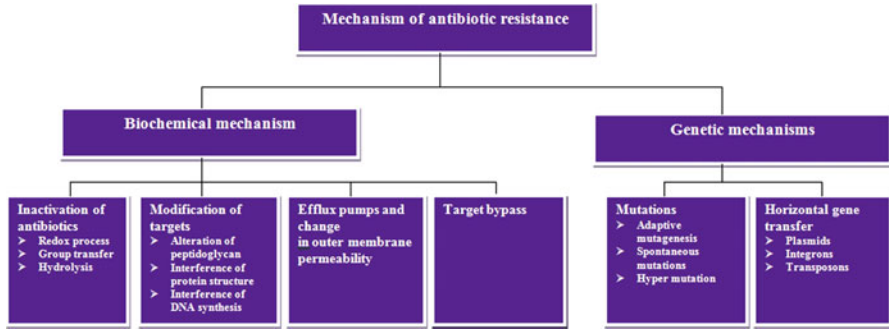 Mechanism of antibiotic resistance
Biochemical mechanism
Genetic mechanisms
Inactivation of
antibiotics
➢ Redox process
➢ Group transfer
➢ Hydrolysis
Modification of
targets
➢ Alteration of
peptidoglycan
➢ Interference of
protein structure
➢ Interference of
DNA synthesis
Efflux pumps and
change
in outer membrane
permeability
Target bypass
Mutations
➢ Adaptive
mutagenesis
➢ Spontaneous
mutations
➢ Hyper mutation
Horizontal gene
transfer
➢ Plasmids
➢ Integrons
➢ Transposons